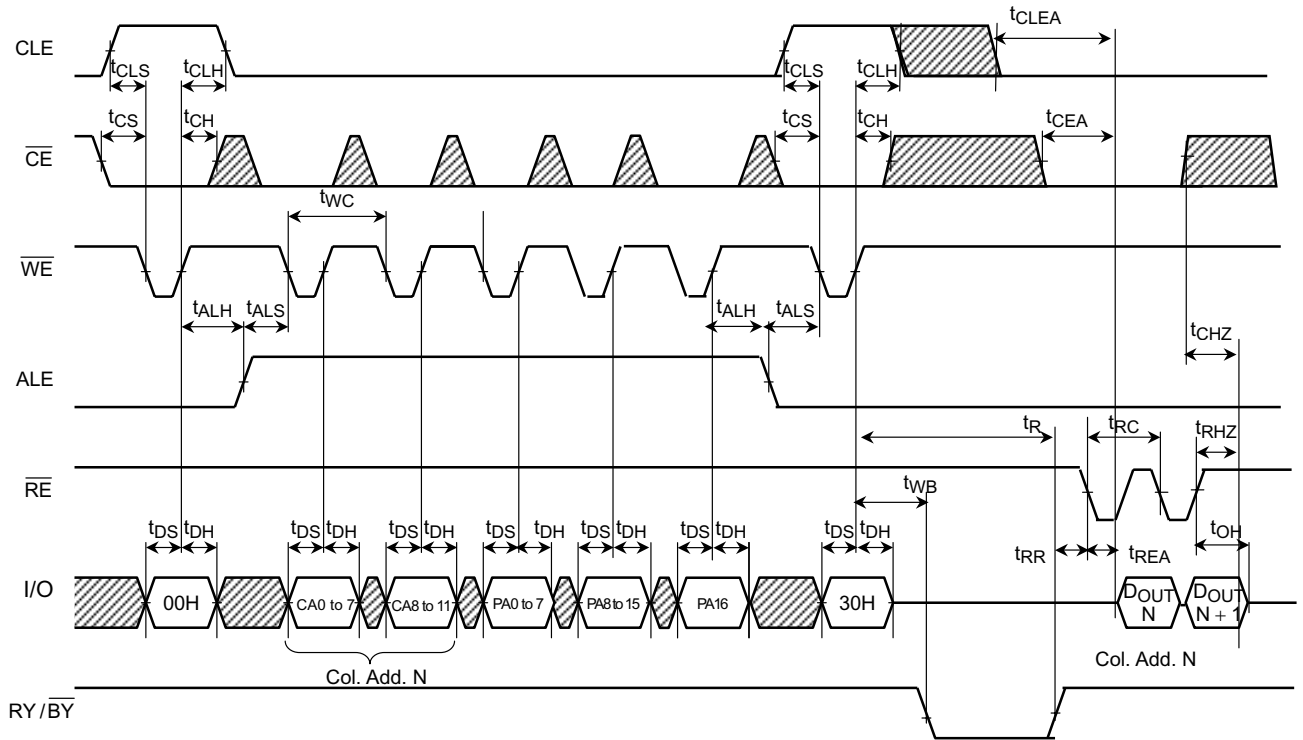 CLE
tCLS
tCLH
tCLS
tCLH
tCLEA
CE
tCS
tCH
tCS
tCH
tCEA
tWC
WE
tALH
tALS
tALH
tALS
tCHZ
ALE
tR
tRC
tRHZ
RE
tWB
tDS
tDH
tDS
tDH
tDS
tDH
tDS
tDH
tDS
tDH
tDS
tDH
tDS
tDH
tRR
tREA
tOH
I/O
00H
CA0 to 7
CA8 to 11
PA0 to 7
PA8 to 15
PA16
30H
DOUT
N
DOUT
N + 1
Col. Add. N
Col. Add. N
RY/BY